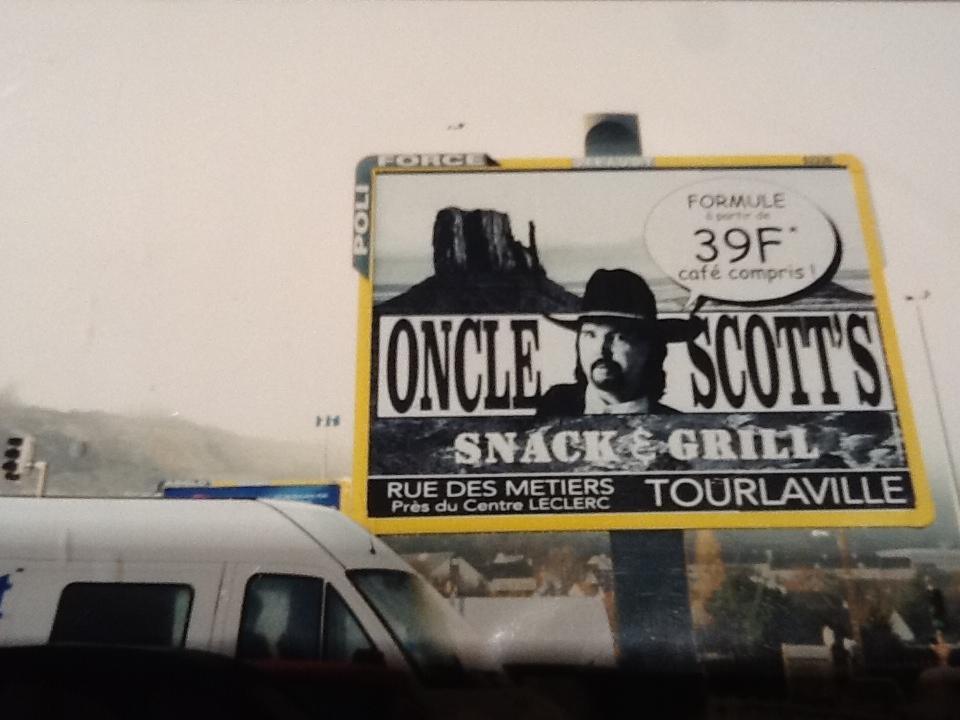 FORCE
POLI
FORMULE
à partir de
39F*
café compris !
ONCLE SCOTT'S
SNACK & GRILL
RUE DES METIERS
Près du Centre LECLERC
TOURLAVILLE